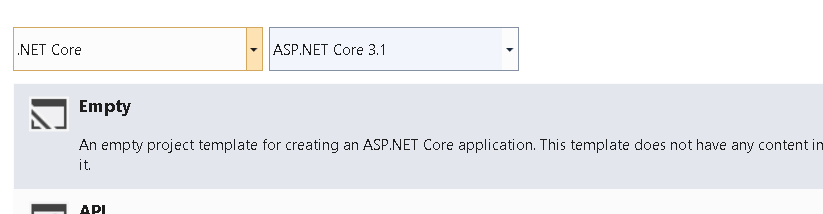 .NET Core
ASP.NET Core 3.1
Empty
An empty project template for creating an ASP.NET Core application. This template does not have any content in
it.
API